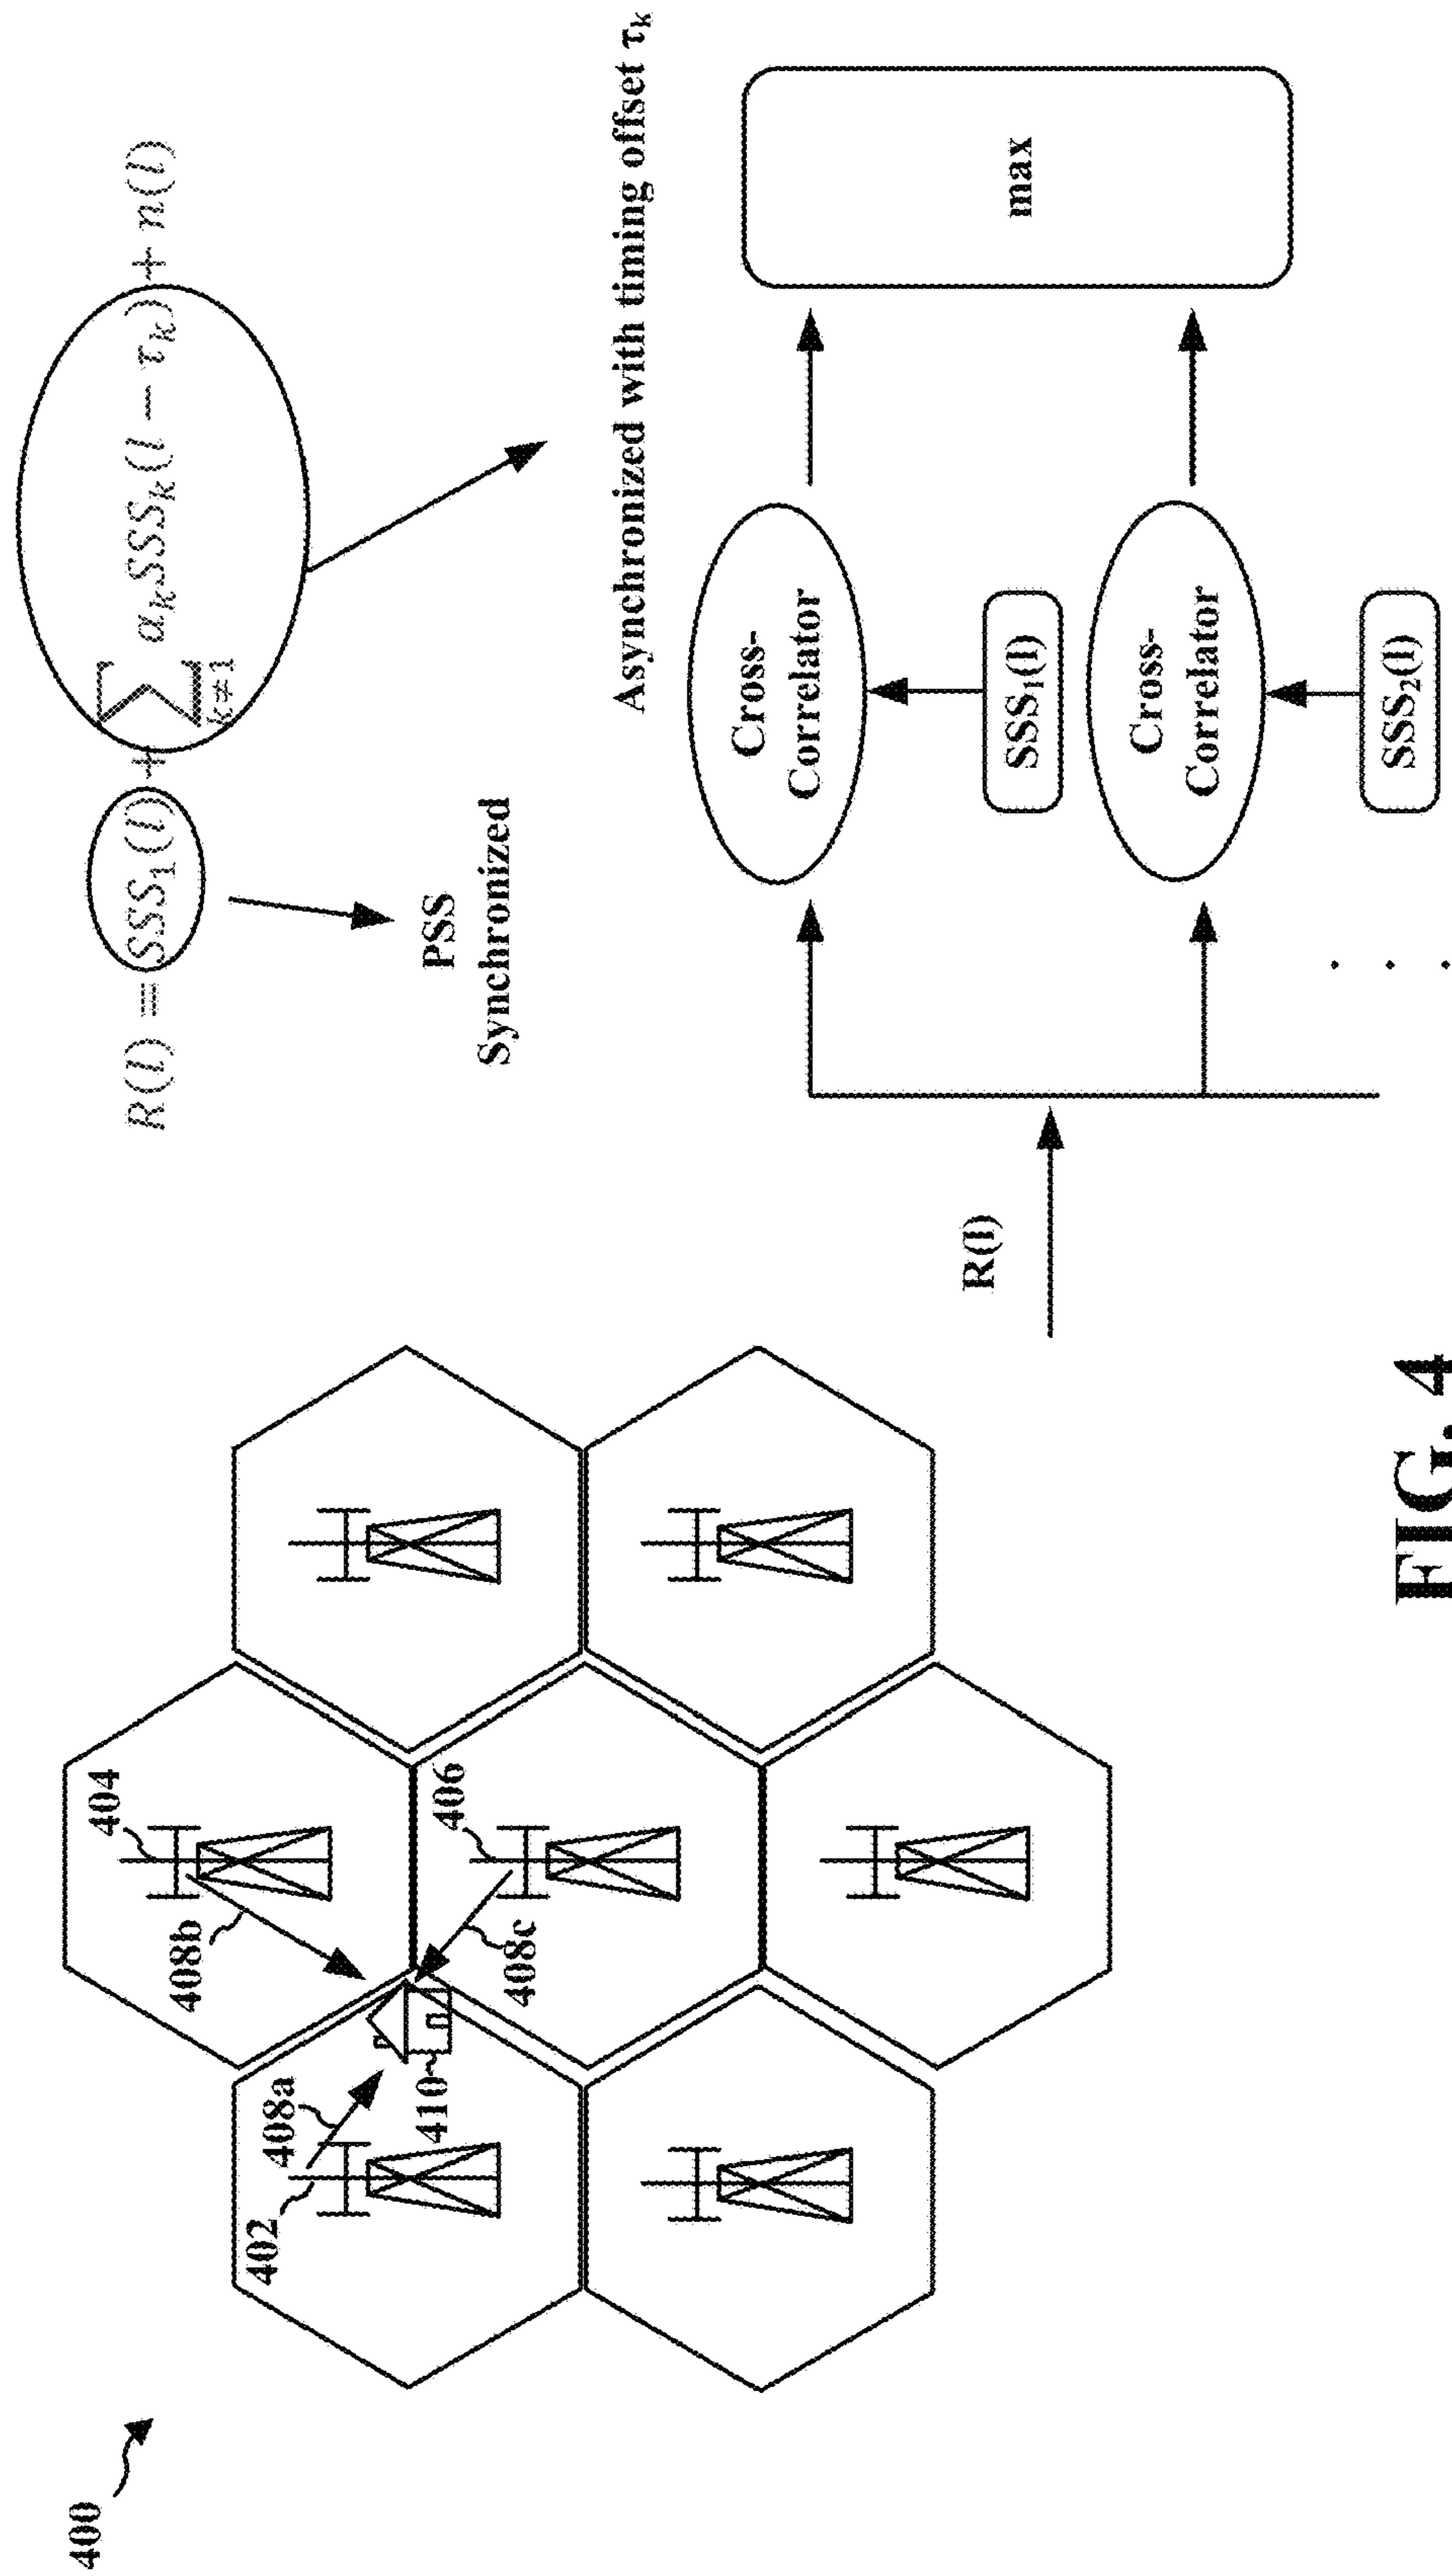 400
402
408a
410
408b
404
408c
406
R(l) = SSS₁(l) + ∑ₖ≠₁ αₖSSSₖ(l − τₖ) + n(l)
PSS
Synchronized
Asynchronized with timing offset τₖ
R(l)
Cross-
Correlator
SSS₁(l)
Cross-
Correlator
SSS₂(l)
. . .
max
FIG. 4